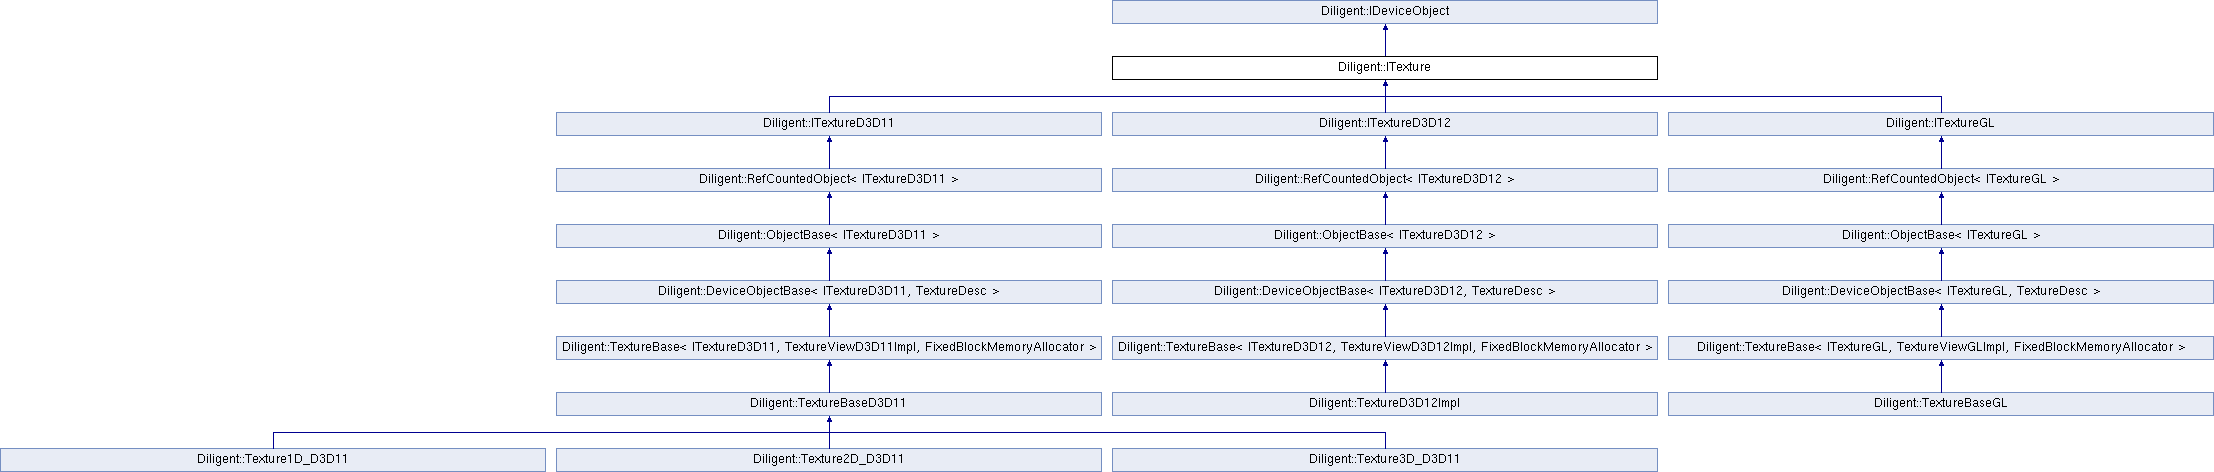 Diligent::IDeviceObject
Diligent::ITexture
Diligent::ITextureD3D11
Diligent::ITextureD3D12
Diligent::ITextureGL
Diligent::RefCountedObject< ITextureD3D11 >
Diligent::RefCountedObject< ITextureD3D12 >
Diligent::RefCountedObject< ITextureGL >
Diligent::ObjectBase< ITextureD3D11 >
Diligent::ObjectBase< ITextureD3D12 >
Diligent::ObjectBase< ITextureGL >
Diligent::DeviceObjectBase< ITextureD3D11, TextureDesc >
Diligent::DeviceObjectBase< ITextureD3D12, TextureDesc >
Diligent::DeviceObjectBase< ITextureGL, TextureDesc >
Diligent::TextureBase< ITextureD3D11, TextureViewD3D11Impl, FixedBlockMemoryAllocator >
Diligent::TextureBase< ITextureD3D12, TextureViewD3D12Impl, FixedBlockMemoryAllocator >
Diligent::TextureBase< ITextureGL, TextureViewGLImpl, FixedBlockMemoryAllocator >
Diligent::TextureBaseD3D11
Diligent::TextureD3D12Impl
Diligent::TextureBaseGL
Diligent::Texture1D_D3D11
Diligent::Texture2D_D3D11
Diligent::Texture3D_D3D11